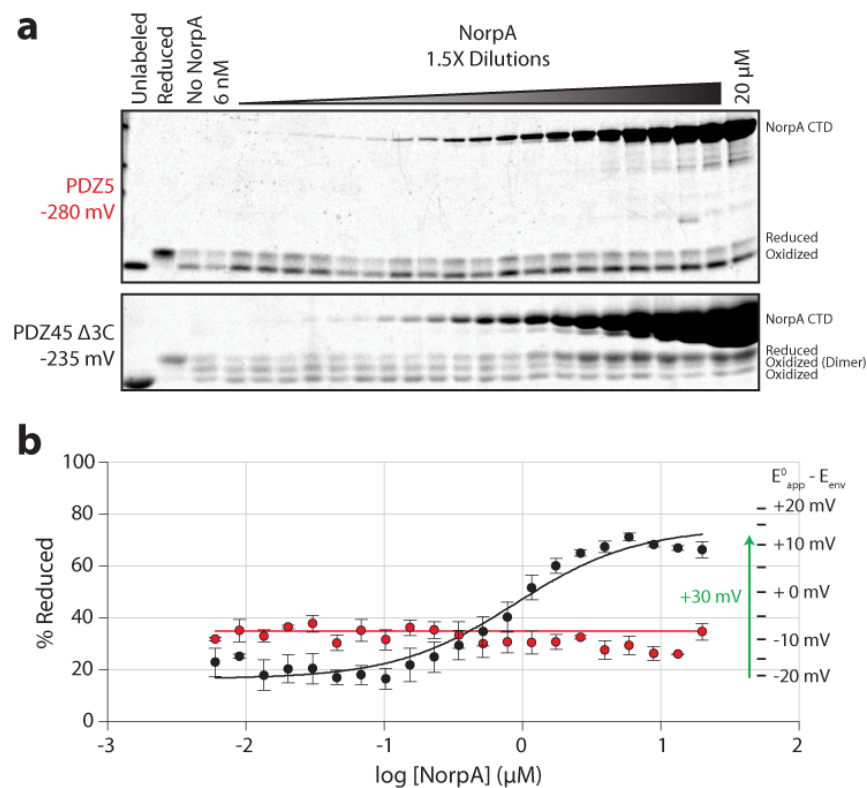 a
Unlabeled
Reduced
No NorpA
6 nM
NorpA
1.5X Dilutions
20 µM
PDZ5
-280 mV
NorpA CTD
Reduced
Oxidized
PDZ45 Δ3C
-235 mV
NorpA CTD
Reduced
Oxidized (Dimer)
Oxidized
b
% Reduced
100
80
60
40
20
0
-3
-2
-1
0
1
2
log [NorpA] (µM)
E⁰app - Eenv
+20 mV
+10 mV
+ 0 mV
-10 mV
-20 mV
+30 mV